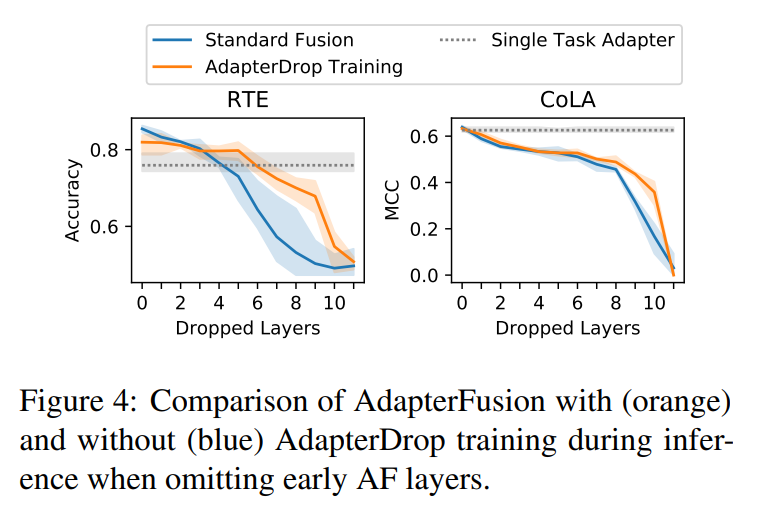 Standard Fusion
Single Task Adapter
AdapterDrop Training
RTE
CoLA
Accuracy
0.8
0.6
0 2 4 6 8 10
Dropped Layers
MCC
0.6
0.4
0.2
0.0
0 2 4 6 8 10
Dropped Layers
Figure 4: Comparison of AdapterFusion with (orange)
and without (blue) AdapterDrop training during infer-
ence when omitting early AF layers.